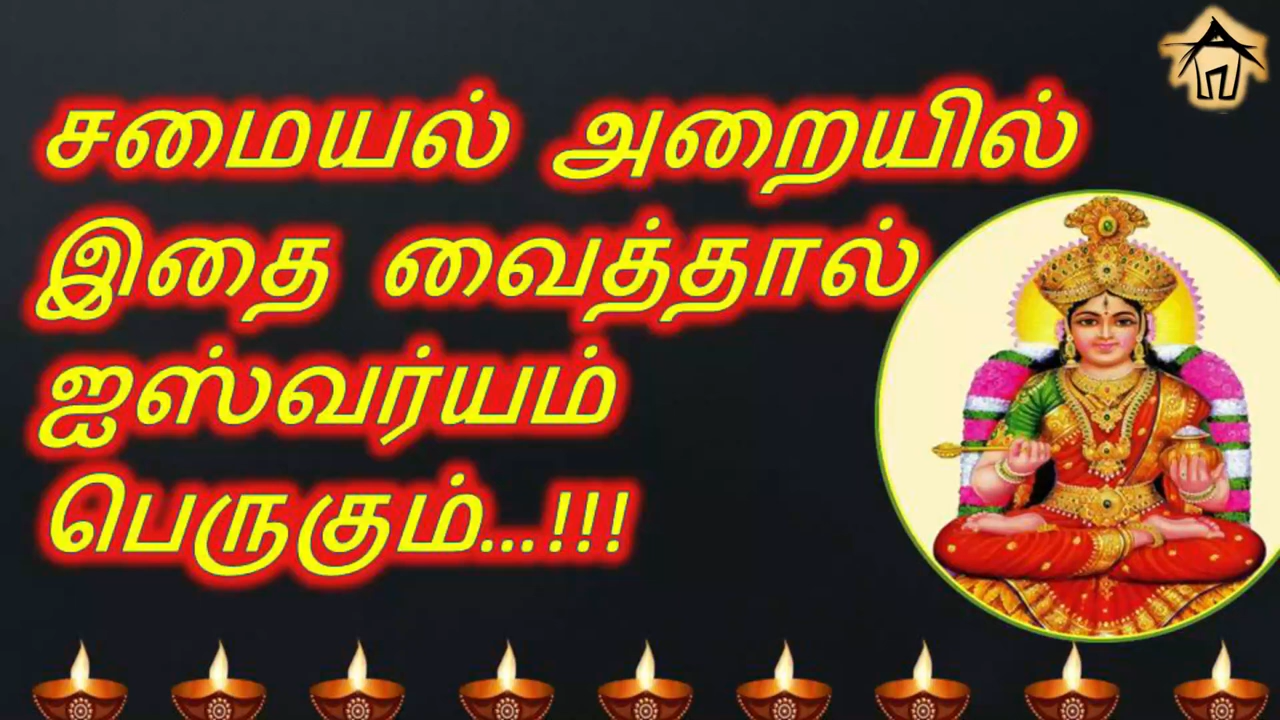 சமையல் அறையில்
இதை வைத்தால்
ஐஸ்வர்யம்
பெருகும்...!!!